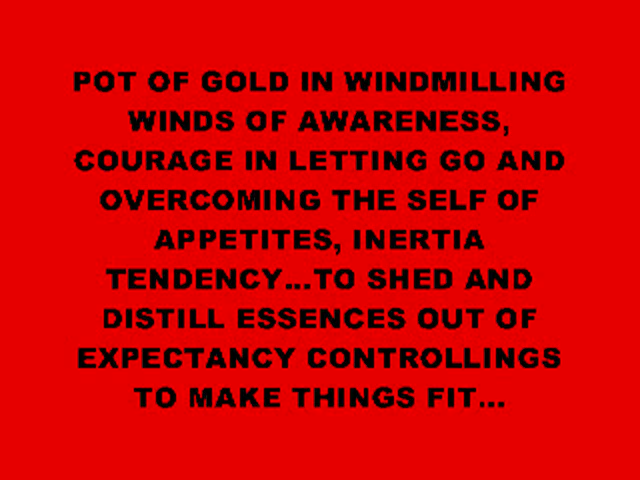 POT OF GOLD IN WINDMILLING
WINDS OF AWARENESS,
COURAGE IN LETTING GO AND
OVERCOMING THE SELF OF
APPETITES, INERTIA
TENDENCY...TO SHED AND
DISTILL ESSENCES OUT OF
EXPECTANCY CONTROLLINGS
TO MAKE THINGS FIT...